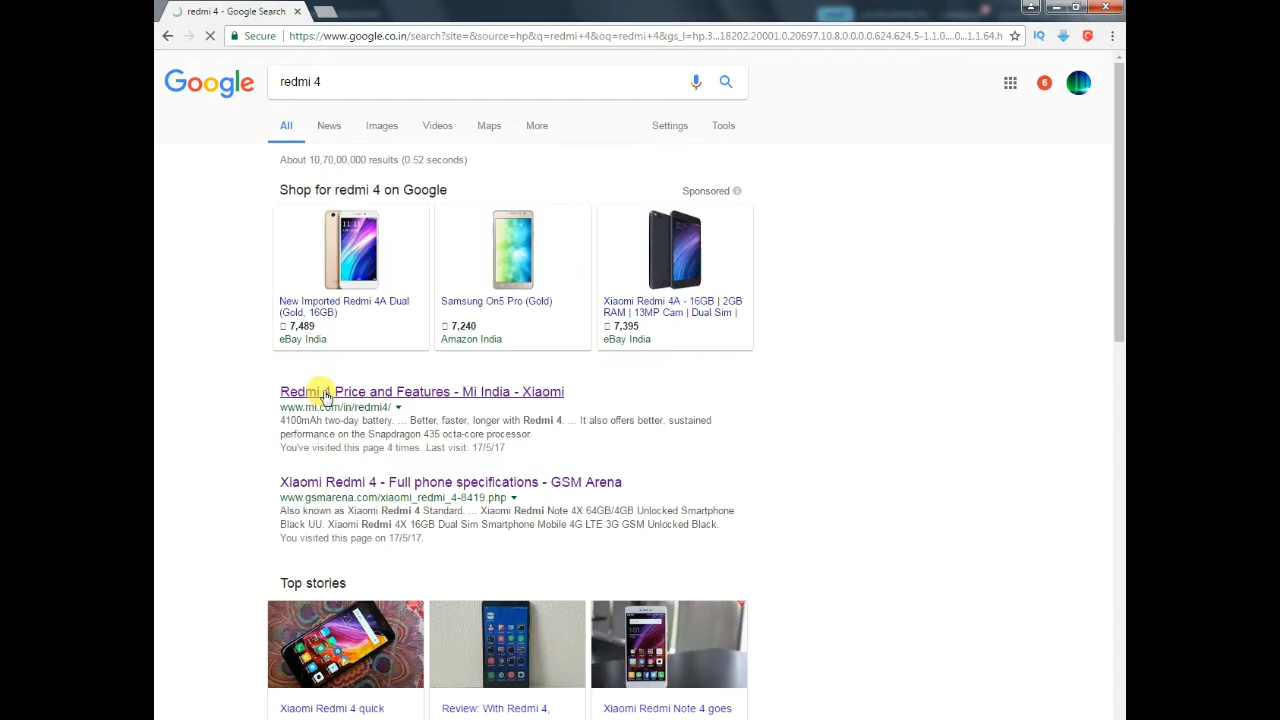 redmi 4 - Google Search
Secure https://www.google.co.in/search?site=&source=hp&q=redmi+4&oq=redmi+4&gs_l=hp.3...18202.20001.0.20697.10.8.0.0.0.0.624.624.5-1.1.0....0...1.1.64.h
Google redmi 4
6
All News Images Videos Maps More Settings Tools
About 10,70,00,000 results (0.52 seconds)
Shop for redmi 4 on Google Sponsored
New Imported Redmi 4A Dual
(Gold, 16GB)
7,489
eBay India
Samsung On5 Pro (Gold)
7,240
Amazon India
Xiaomi Redmi 4A - 16GB | 2GB
RAM | 13MP Cam | Dual Sim |
7,395
eBay India
Redmi 4 Price and Features - Mi India - Xiaomi
www.mi.com/in/redmi4/
4100mAh two-day battery. ... Better, faster, longer with Redmi 4. ... It also offers better, sustained
performance on the Snapdragon 435 octa-core processor.
You've visited this page 4 times. Last visit: 17/5/17
Xiaomi Redmi 4 - Full phone specifications - GSM Arena
www.gsmarena.com/xiaomi_redmi_4-8419.php
Also known as Xiaomi Redmi 4 Standard. ... Xiaomi Redmi Note 4X 64GB/4GB Unlocked Smartphone
Black UU. Xiaomi Redmi 4X 16GB Dual Sim Smartphone Mobile 4G LTE 3G GSM Unlocked Black.
You visited this page on 17/5/17.
Top stories
Xiaomi Redmi 4 quick
Review: With Redmi 4,
Xiaomi Redmi Note 4 goes